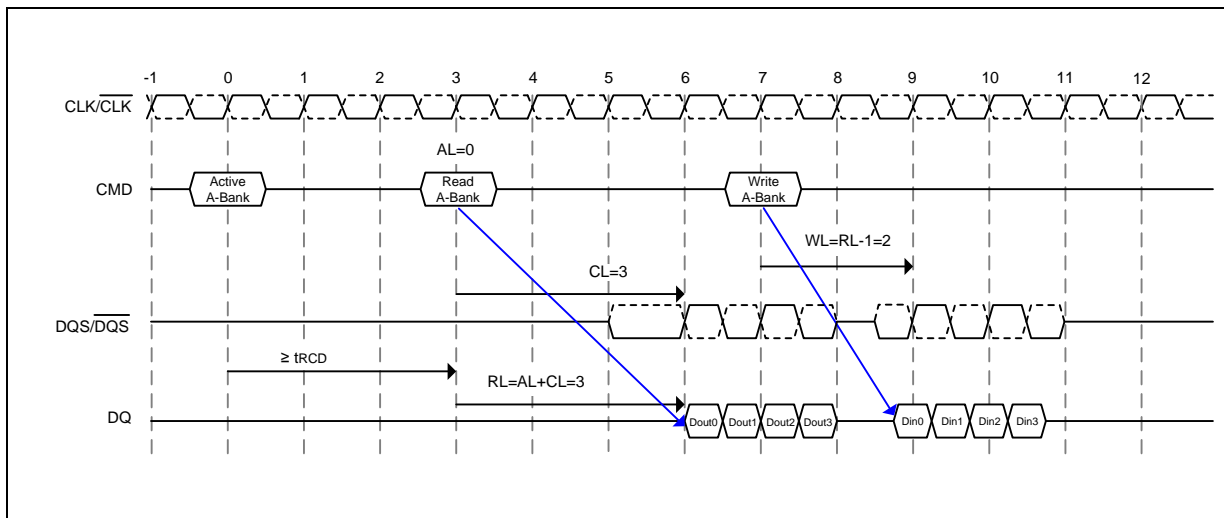 -1 0 1 2 3 4 5 6 7 8 9 10 11 12
CLK/CLK
AL=0
CMD
Active
A-Bank
Read
A-Bank
Write
A-Bank
WL=RL-1=2
CL=3
DQS/DQS
≥ tRCD
RL=AL+CL=3
DQ
Dout0 Dout1 Dout2 Dout3 Din0 Din1 Din2 Din3